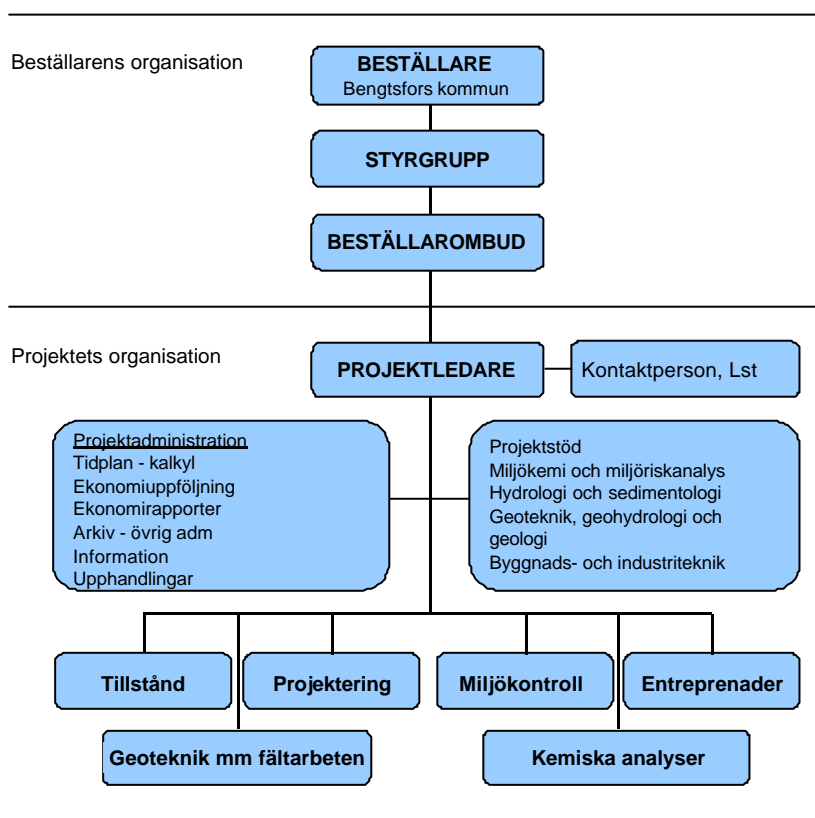 Beställarens organisation
BESTÄLLARE
Bengtsfors kommun
STYRGRUPP
BESTÄLLAROMBUD
Projektets organisation
PROJEKTLEDARE
Kontaktperson, Lst
Projektadministration
Tidplan - kalkyl
Ekonomiuppföljning
Ekonomirapporter
Arkiv - övrig adm
Information
Upphandlingar
Projektstöd
Miljökemi och miljöriskanalys
Hydrologi och sedimentologi
Geoteknik, geohydrologi och
geologi
Byggnads- och industriteknik
Tillstånd
Projektering
Miljökontroll
Entreprenader
Geoteknik mm fältarbeten
Kemiska analyser